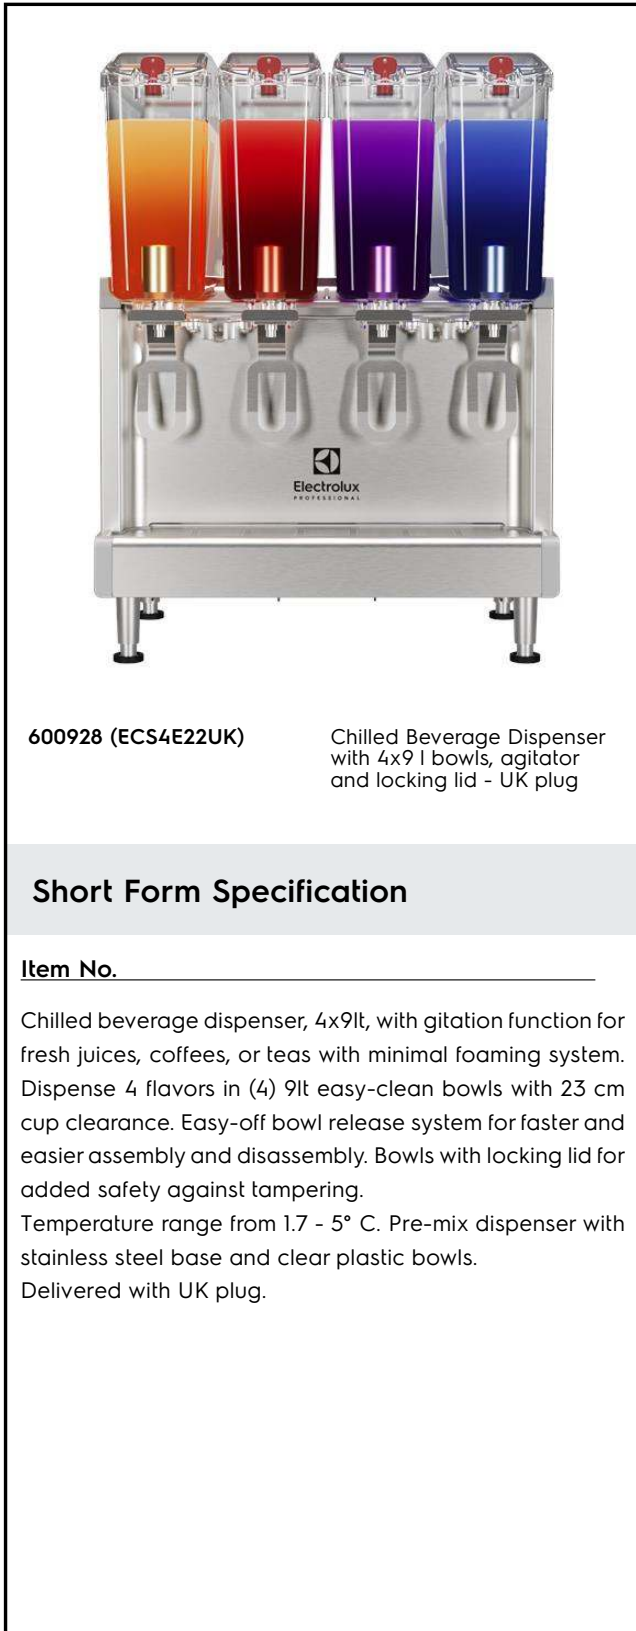 Electrolux
PROFESSIONAL
600928 (ECS4E22UK)
Chilled Beverage Dispenser
with 4x9 l bowls, agitator
and locking lid - UK plug
Short Form Specification
Item No.
Chilled beverage dispenser, 4x9lt, with gitation function for
fresh juices, coffees, or teas with minimal foaming system.
Dispense 4 flavors in (4) 9lt easy-clean bowls with 23 cm
cup clearance. Easy-off bowl release system for faster and
easier assembly and disassembly. Bowls with locking lid for
added safety against tampering.
Temperature range from 1.7 - 5° C. Pre-mix dispenser with
stainless steel base and clear plastic bowls.
Delivered with UK plug.